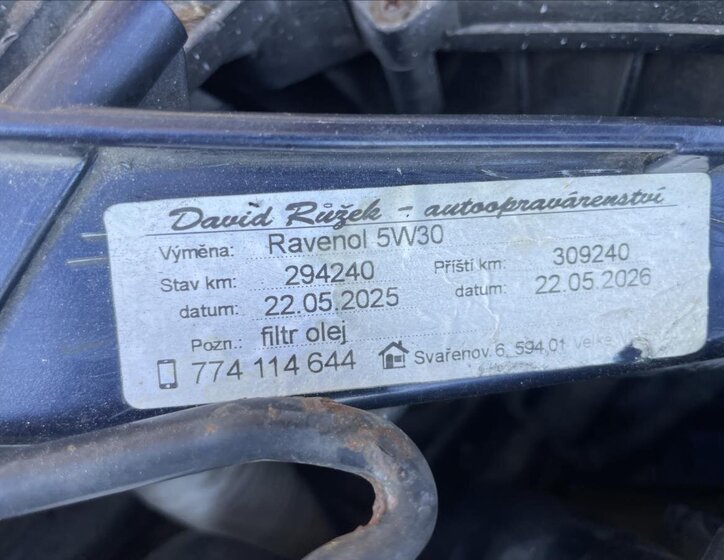 David Růžek - autoopravárenství
Výměna: Ravenol 5W30
Stav km: 294240 Příští km: 309240
datum: 22.05.2025 datum: 22.05.2026
Pozn.: filtr olej
774 114 644 Svařenov 6, 594 01 Velké